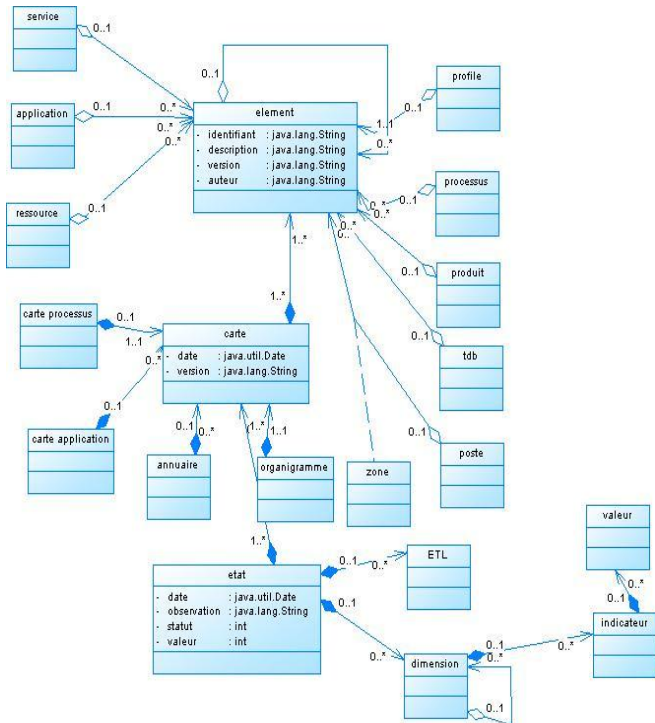 service
0..1
0..1
profile
application
0..1
0..*
0..*
0..*
element
1..1
0..1
- identifiant : java.lang.String
- description : java.lang.String
- version : java.lang.String
- auteur : java.lang.String
0..*
processus
0..1
ressource
0..1
0..*
0..*
0..*
produit
0..1
1..*
tdb
0..1
carte processus
0..1
1..1
1..*
carte
- date : java.util.Date
- version : java.lang.String
0..*
carte application
0..1
0..1
0..*
1..*
1..1
0..1
poste
annuaire
organigramme
zone
valeur
1..*
etat
- date : java.util.Date
- observation : java.lang.String
- statut : int
- valeur : int
0..1
0..*
ETL
0..1
0..*
0..1
indicateur
0..*
dimension
0..1
0..*
0..*
0..1